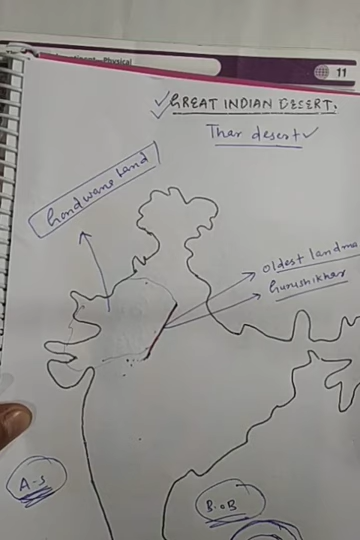 Physical
11
GREAT INDIAN DESERT.
Thar desert
Gondwana land
Oldest landma
Gurushikhar
A-S
B.O.B